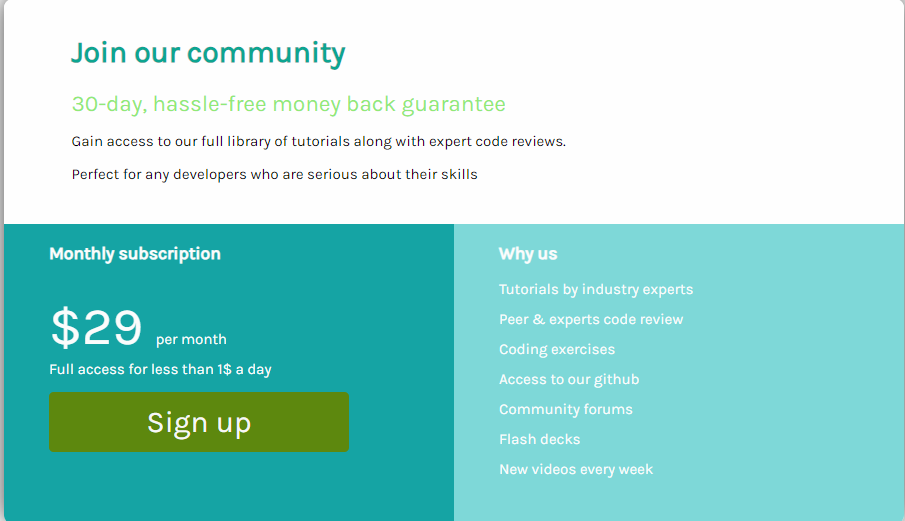 Join our community
30-day, hassle-free money back guarantee
Gain access to our full library of tutorials along with expert code reviews.
Perfect for any developers who are serious about their skills
Monthly subscription
$29 per month
Full access for less than 1$ a day
Sign up
Why us
Tutorials by industry experts
Peer & experts code review
Coding exercises
Access to our github
Community forums
Flash decks
New videos every week